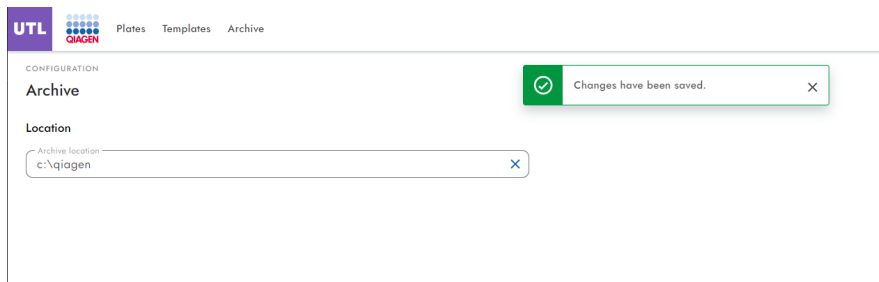 UTL QIAGEN Plates Templates Archive
CONFIGURATION
Archive
Changes have been saved.
Location
Archive location
c:\qiagen